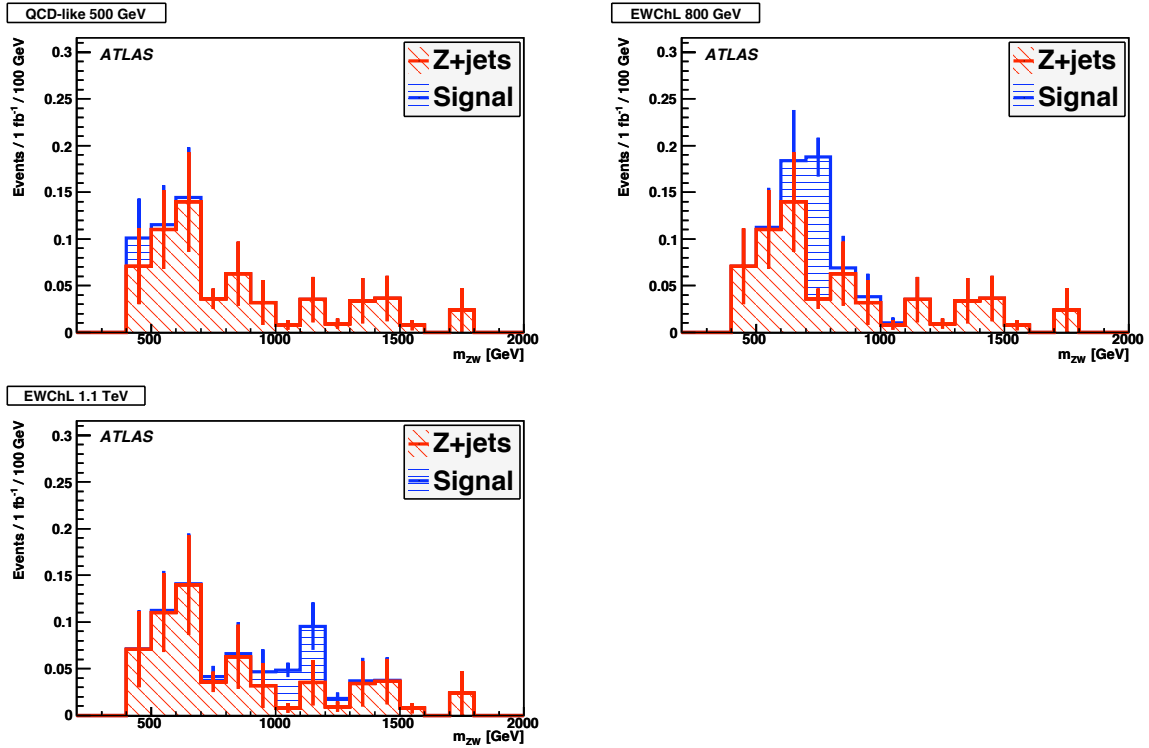 QCD-like 500 GeV
Events / 1 fb⁻¹ / 100 GeV
0.3
0.25
0.2
0.15
0.1
0.05
0
ATLAS
Z+jets
Signal
500
1000
1500
2000
m_ZW [GeV]
EWChL 800 GeV
Events / 1 fb⁻¹ / 100 GeV
0.3
0.25
0.2
0.15
0.1
0.05
0
ATLAS
Z+jets
Signal
500
1000
1500
2000
m_ZW [GeV]
EWChL 1.1 TeV
Events / 1 fb⁻¹ / 100 GeV
0.3
0.25
0.2
0.15
0.1
0.05
0
ATLAS
Z+jets
Signal
500
1000
1500
2000
m_ZW [GeV]